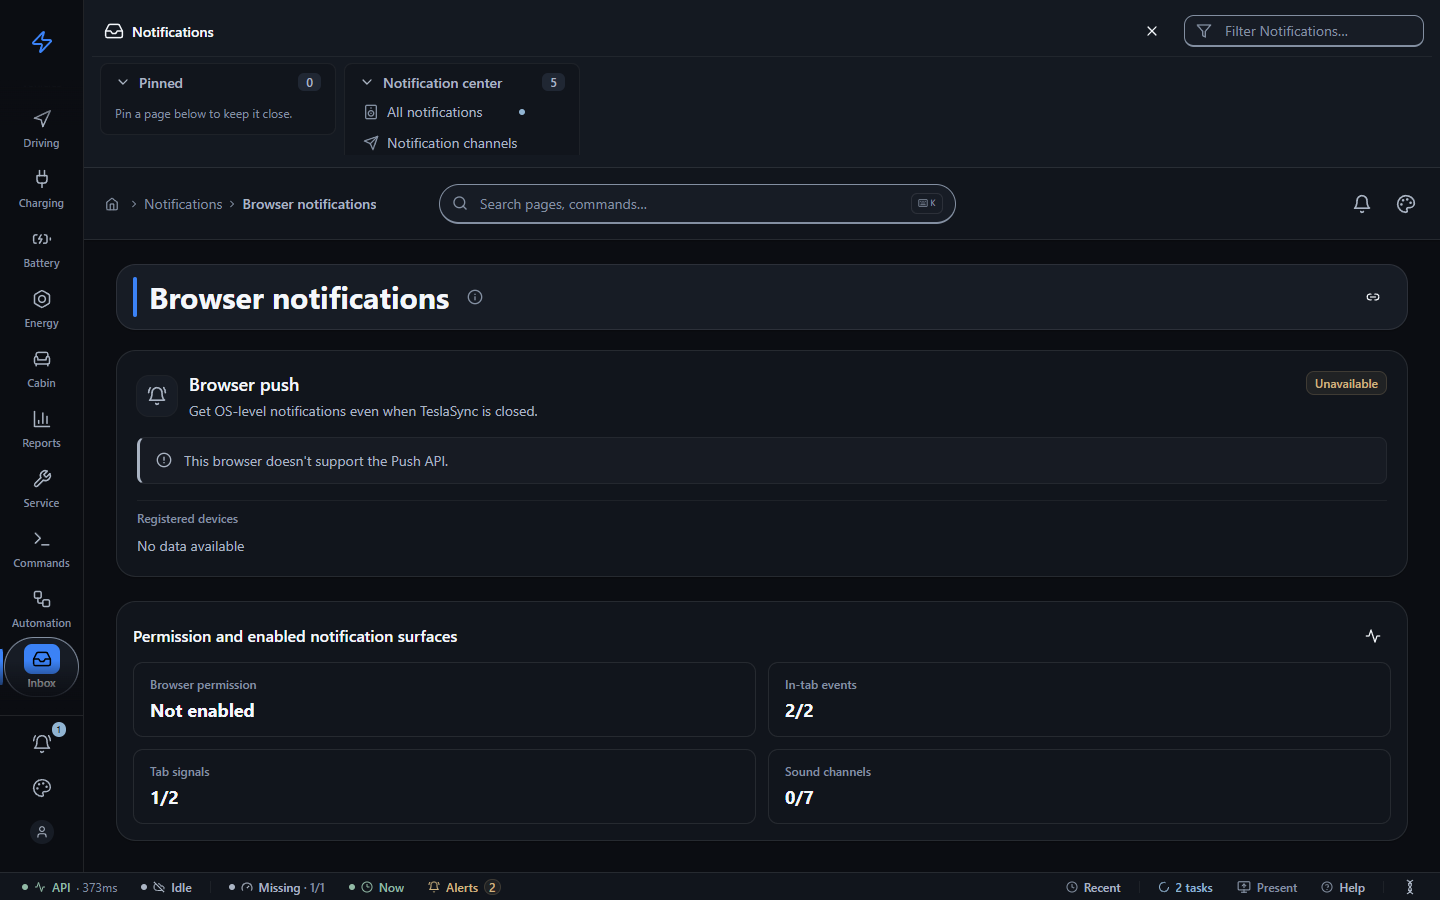 Notifications
Filter Notifications...
Pinned
0
Pin a page below to keep it close.
Notification center
5
All notifications
Notification channels
Driving
Charging
Battery
Energy
Cabin
Reports
Service
Commands
Automation
Inbox
1
Notifications
Browser notifications
Search pages, commands...
K
Browser notifications
Browser push
Get OS-level notifications even when TeslaSync is closed.
Unavailable
This browser doesn't support the Push API.
Registered devices
No data available
Permission and enabled notification surfaces
Browser permission
Not enabled
In-tab events
2/2
Tab signals
1/2
Sound channels
0/7
API · 373ms
Idle
Missing · 1/1
Now
Alerts 2
Recent
2 tasks
Present
Help